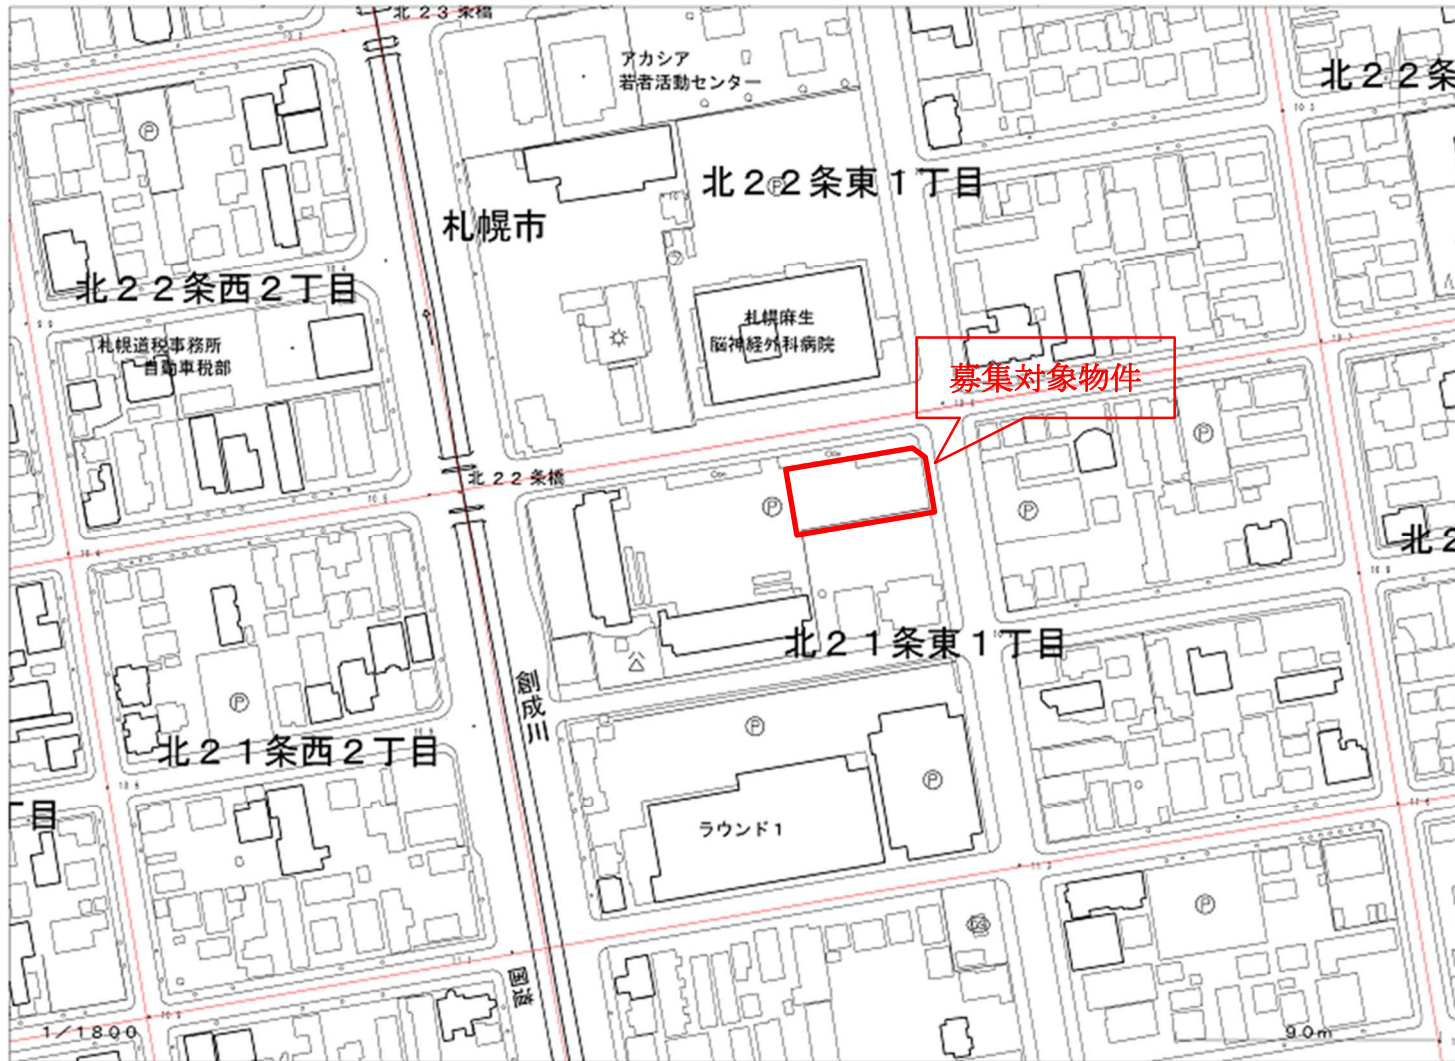 北２３条橋
アカシア
若者活動センター
北２２条
北２２条東１丁目
札幌市
北２２条西２丁目
札幌麻生
脳神経外科病院
札幌道税事務所
自動車税部
募集対象物件
北２２条橋
北２
北２１条東１丁目
創成川
北２１条西２丁目
丁目
ラウンド１
国道
1/1800
90m